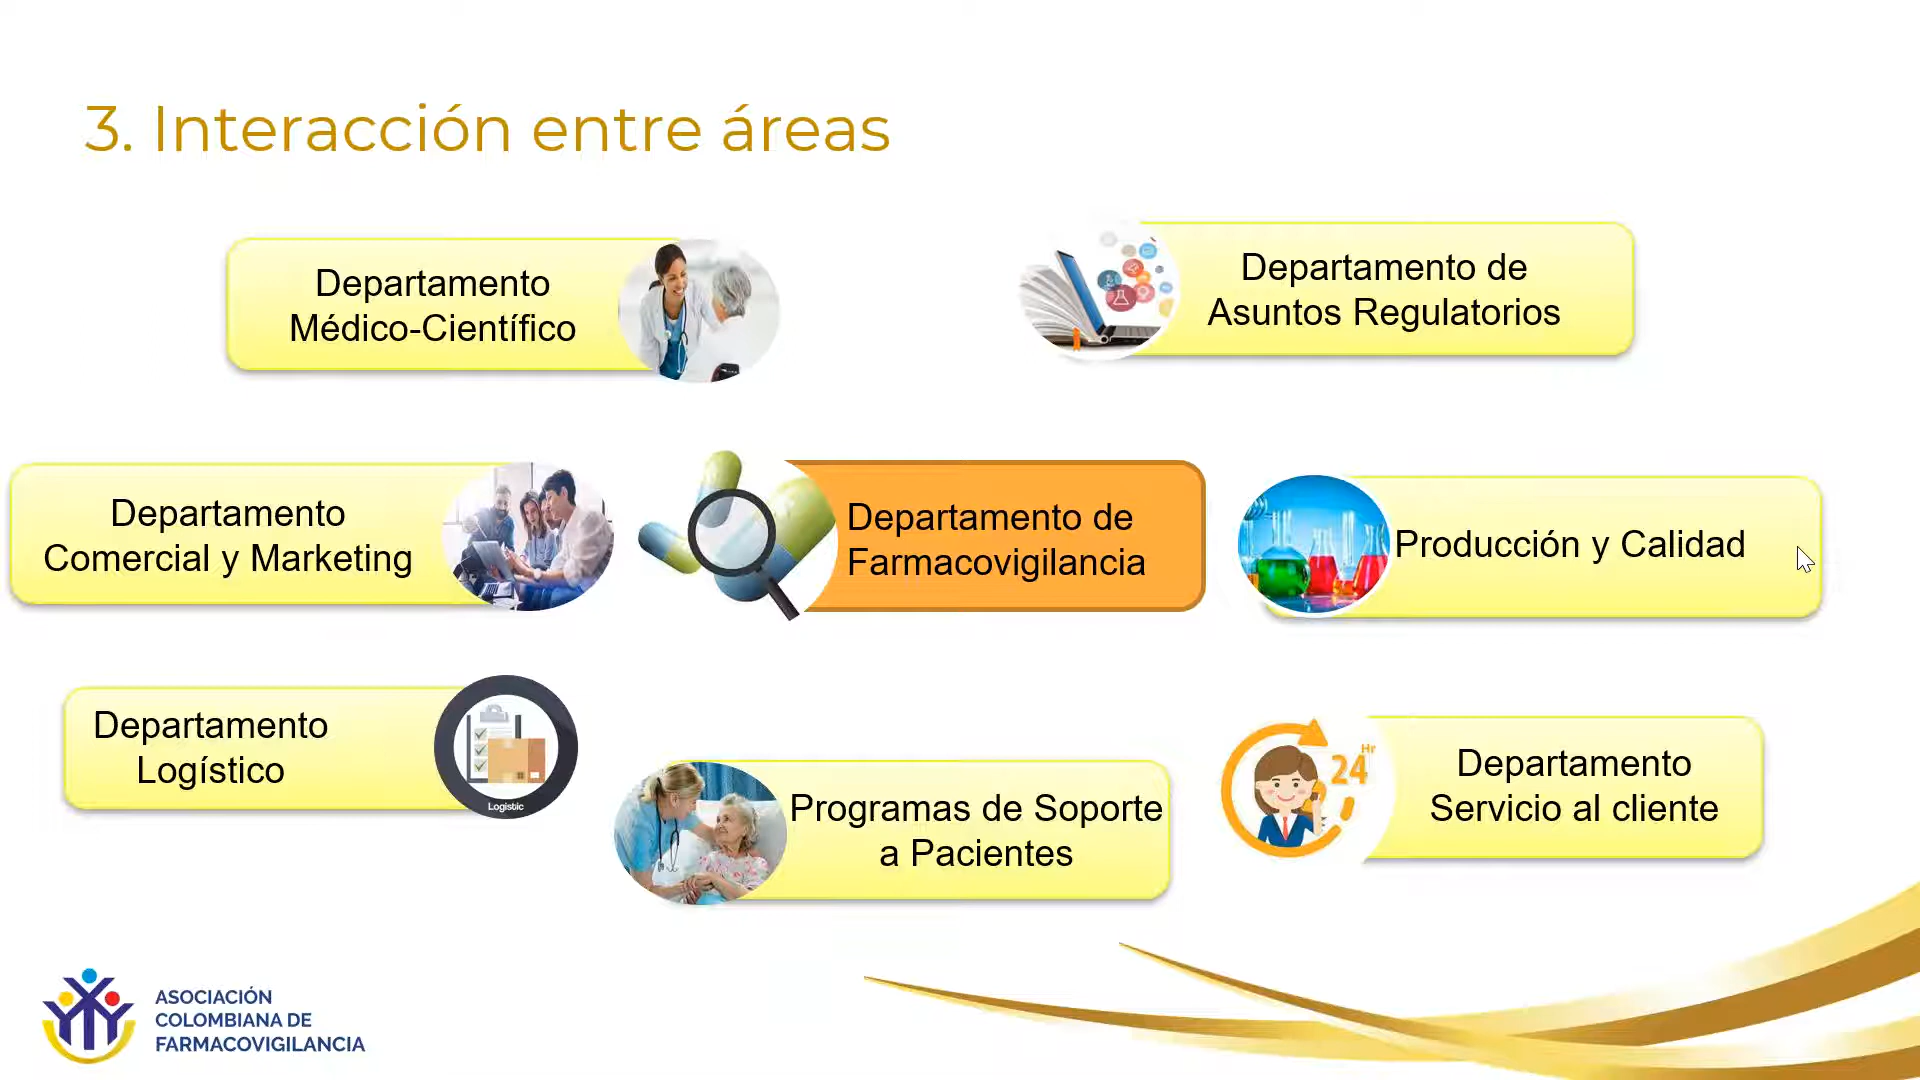 3. Interacción entre áreas
Departamento
Médico-Científico
Departamento de
Asuntos Regulatorios
Departamento
Comercial y Marketing
Departamento de
Farmacovigilancia
Producción y Calidad
Departamento
Logístico
Logistic
Programas de Soporte
a Pacientes
24 Hr
Departamento
Servicio al cliente
ASOCIACIÓN
COLOMBIANA DE
FARMACOVIGILANCIA